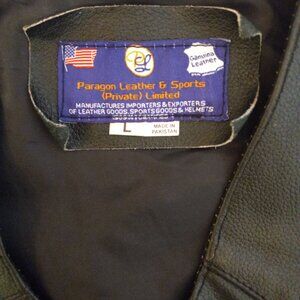 Genuine
Leather
Paragon Leather & Sports
(Private) Limited
MANUFACTURES IMPORTERS & EXPORTERS
OF LEATHER GOODS, SPORTS GOODS & HELMETS
L
MADE IN
PAKISTAN